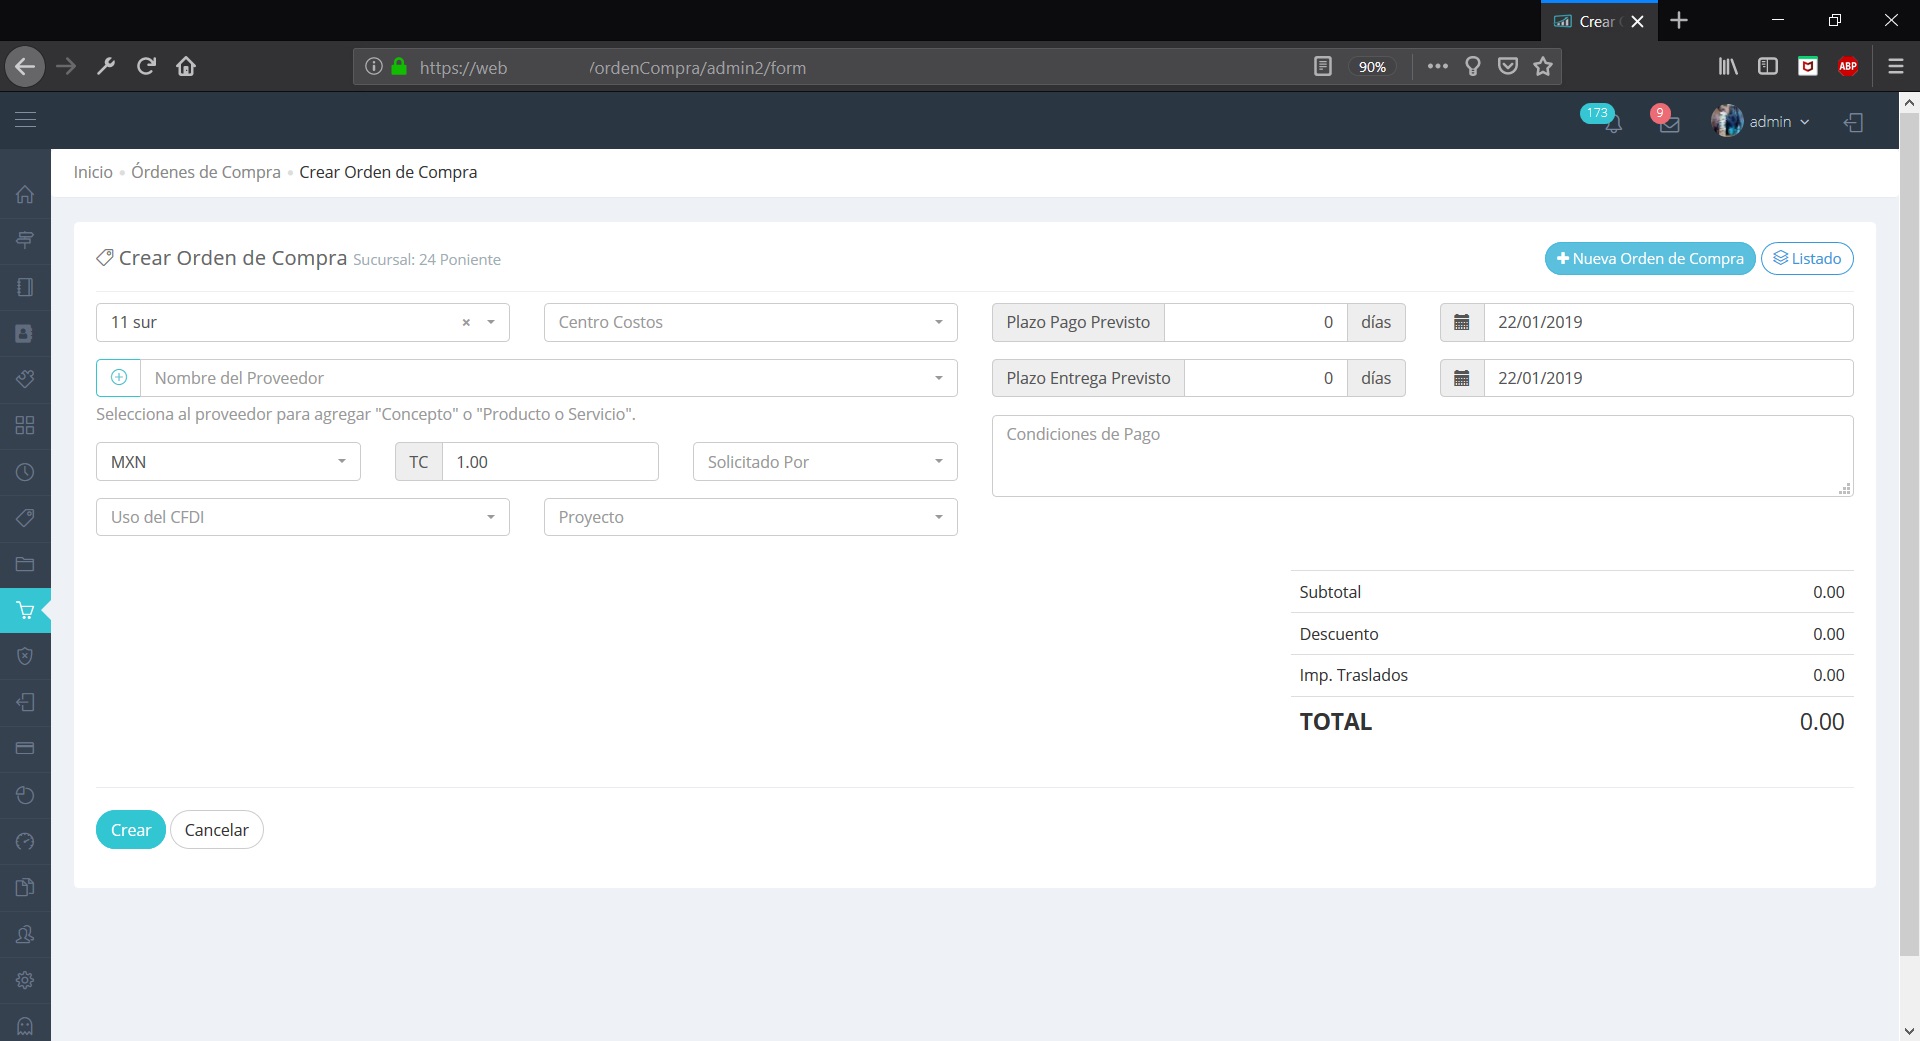 Crear
90%
https://web /ordenCompra/admin2/form
ABP
173
9
admin
Inicio • Órdenes de Compra • Crear Orden de Compra
Crear Orden de Compra Sucursal: 24 Poniente
Nueva Orden de Compra
Listado
11 sur × 
Centro Costos
Plazo Pago Previsto 0 días
22/01/2019
Nombre del Proveedor
Plazo Entrega Previsto 0 días
22/01/2019
Selecciona al proveedor para agregar "Concepto" o "Producto o Servicio".
Condiciones de Pago
MXN
TC 1.00
Solicitado Por
Uso del CFDI
Proyecto
Subtotal 0.00
Descuento 0.00
Imp. Traslados 0.00
TOTAL 0.00
Crear
Cancelar